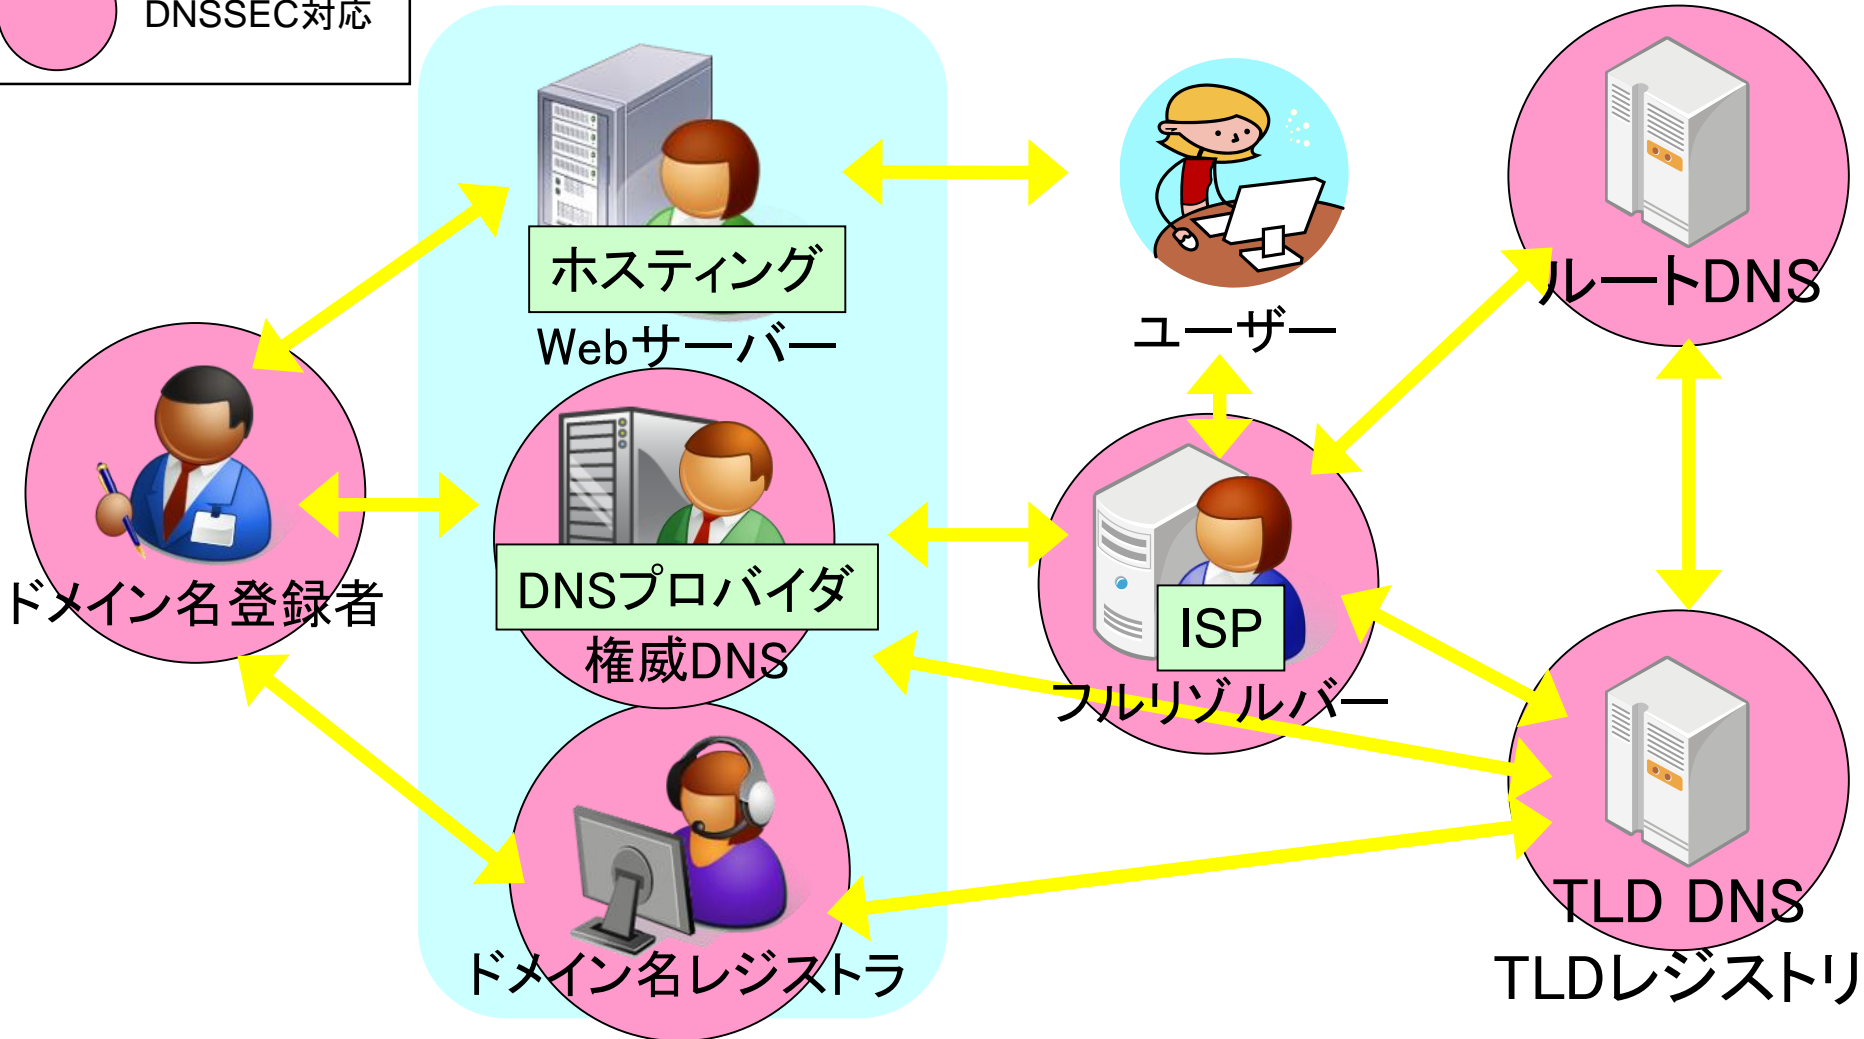 DNSSEC対応
ホスティング
Webサーバー
ユーザー
ルートDNS
ドメイン名登録者
DNSプロバイダ
権威DNS
ISP
フルリゾルバー
ドメイン名レジストラ
TLD DNS
TLDレジストリ